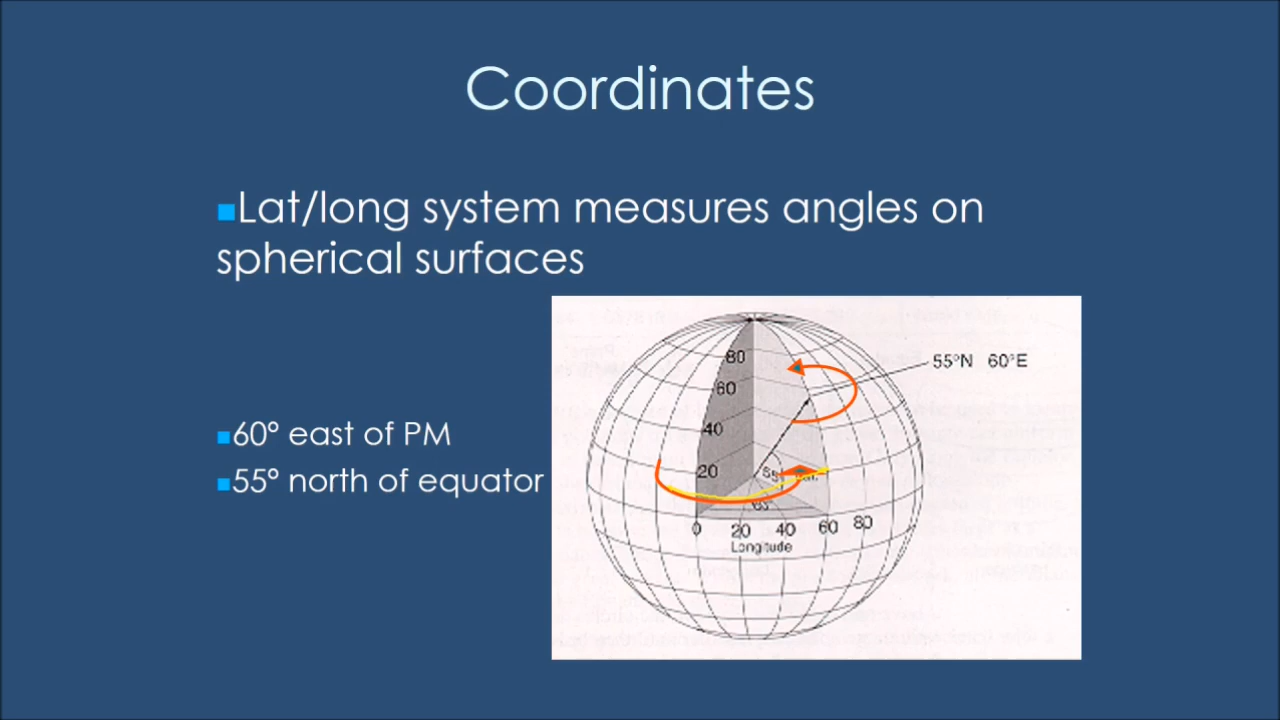 Coordinates
■Lat/long system measures angles on
spherical surfaces
■60° east of PM
■55° north of equator
55°N 60°E
80
60
40
20
0 20 40 60 80
Longitude